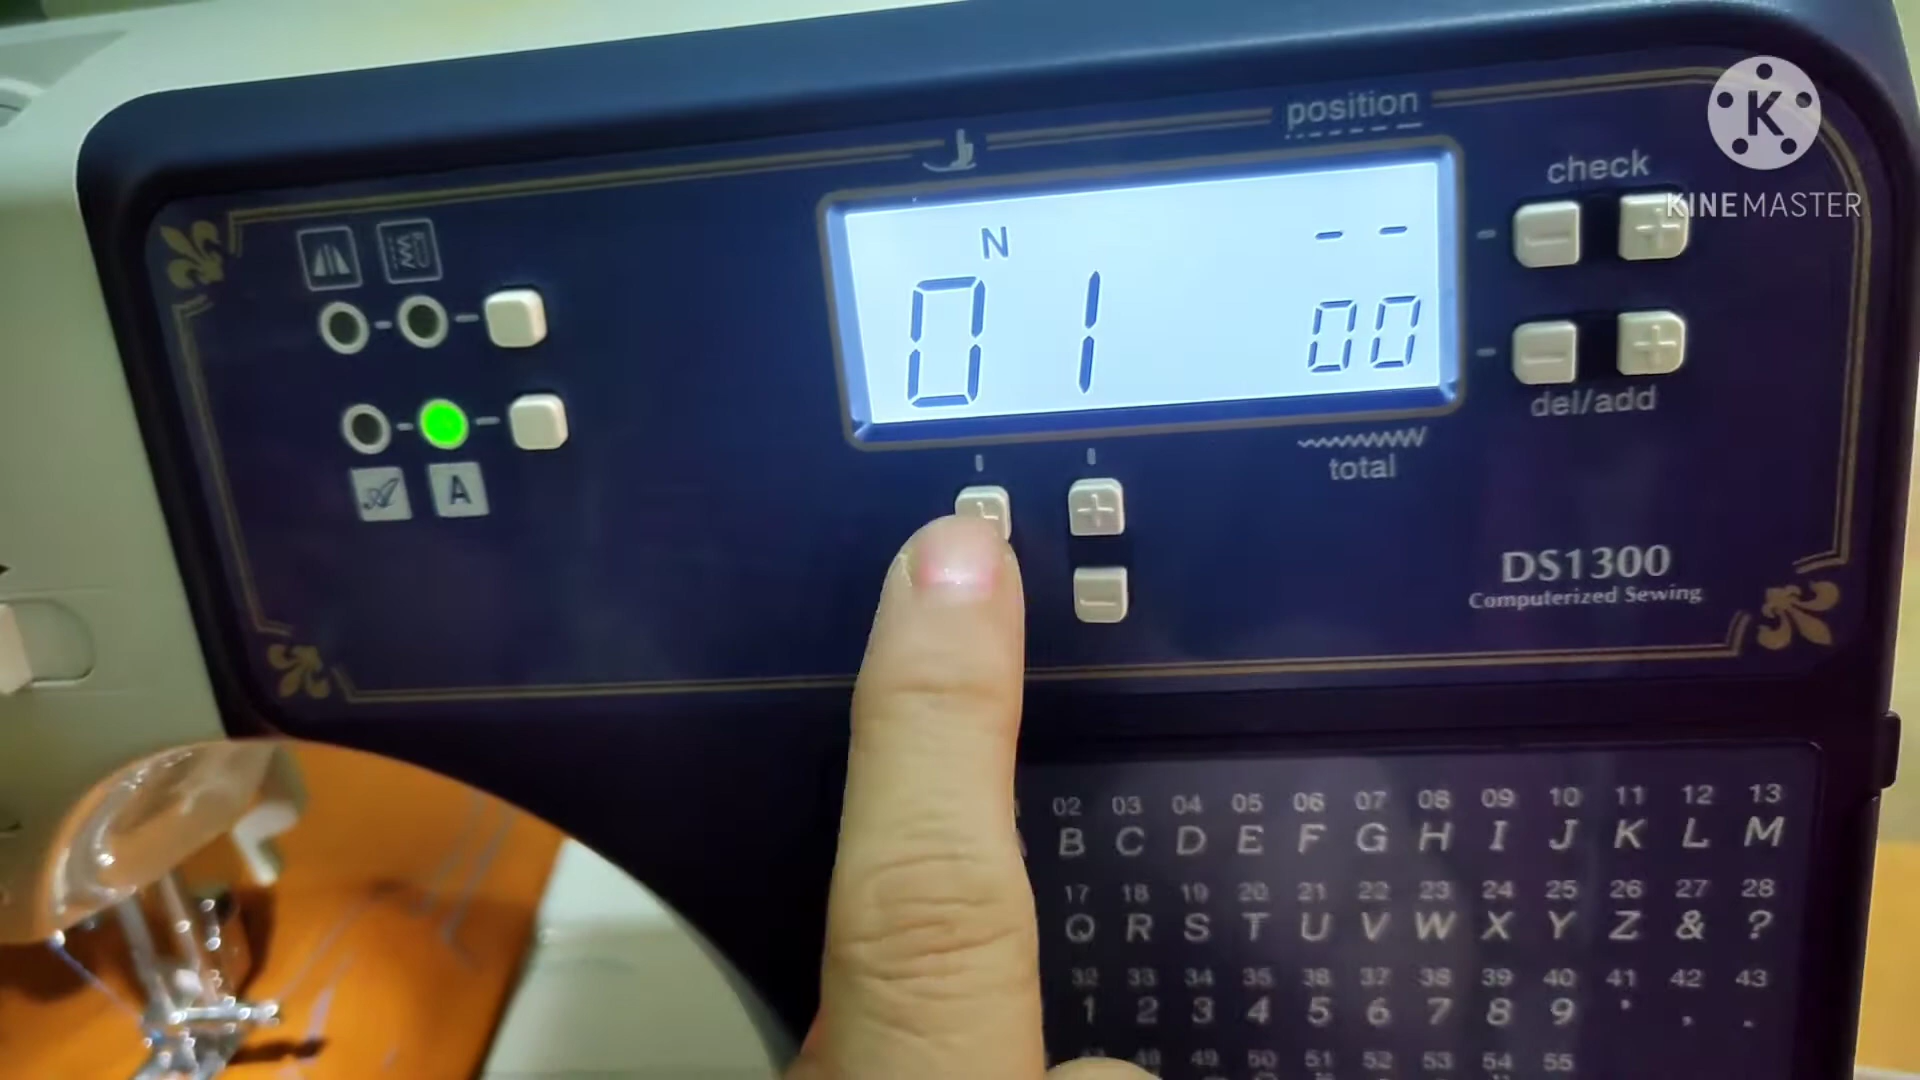 position
check
K
KINEMASTER
N
- -
01
00
del/add
A A
total
DS1300
Computerized Sewing
02 03 04 05 06 07 08 09 10 11 12 13
B C D E F G H I J K L M
17 18 19 20 21 22 23 24 25 26 27 28
Q R S T U V W X Y Z & ?
32 33 34 35 36 37 38 39 40 41 42 43
1 2 3 4 5 6 7 8 9 ' , .
48 49 50 51 52 53 54 55